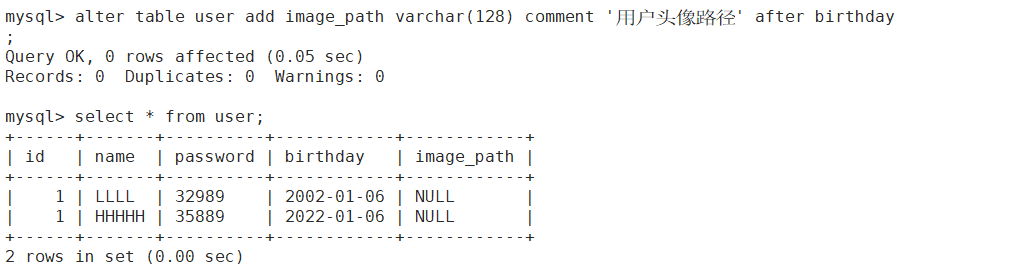 mysql> alter table user add image_path varchar(128) comment '用户头像路径' after birthday
;
Query OK, 0 rows affected (0.05 sec)
Records: 0  Duplicates: 0  Warnings: 0

mysql> select * from user;
+------+-------+----------+------------+------------+
| id   | name  | password | birthday   | image_path |
+------+-------+----------+------------+------------+
|    1 | LLLL  | 32989    | 2002-01-06 | NULL       |
|    1 | HHHHH | 35889    | 2022-01-06 | NULL       |
+------+-------+----------+------------+------------+
2 rows in set (0.00 sec)